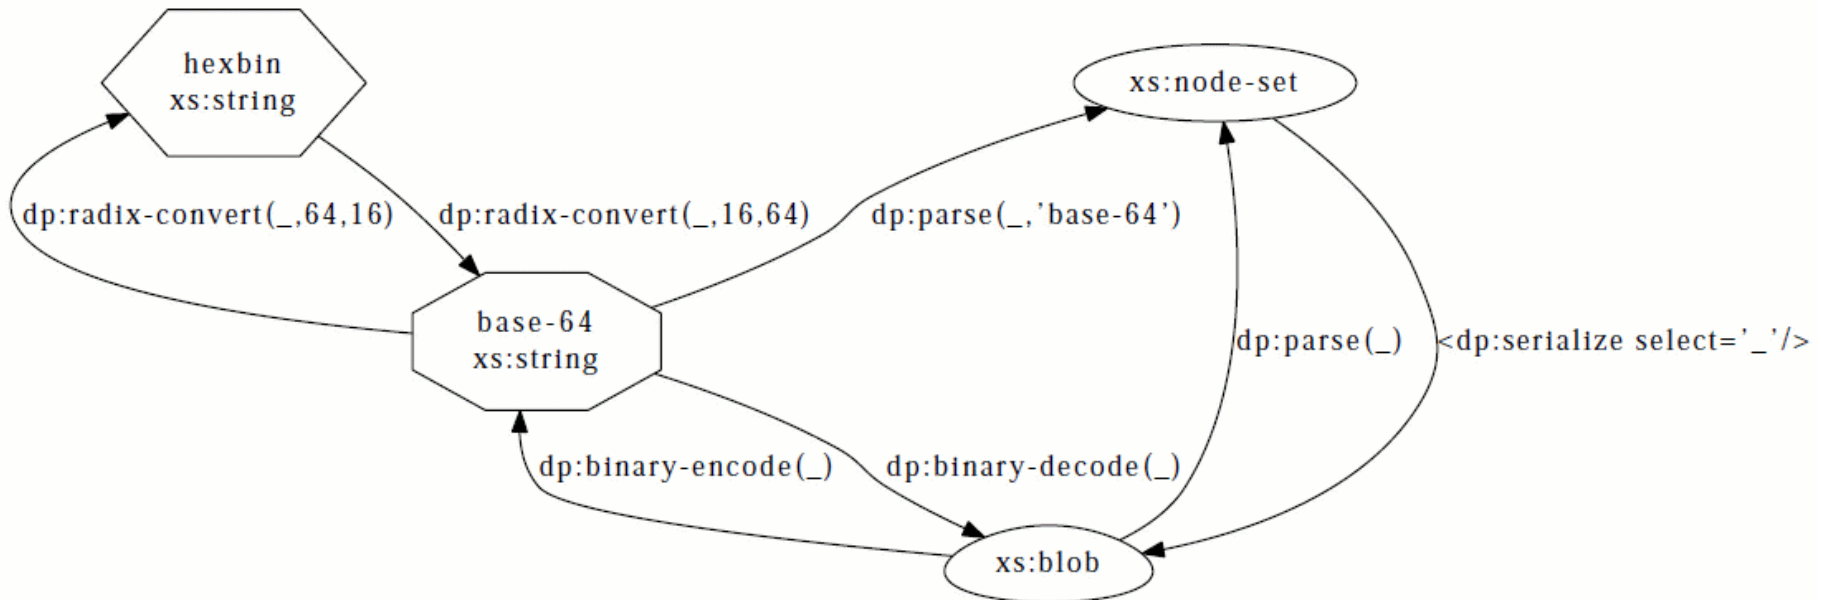 hexbin
xs:string
xs:node-set
dp:radix-convert(_,64,16)
dp:radix-convert(_,16,64)
dp:parse(_,'base-64')
base-64
xs:string
dp:parse(_)
<dp:serialize select='_'/>
dp:binary-encode(_)
dp:binary-decode(_)
xs:blob